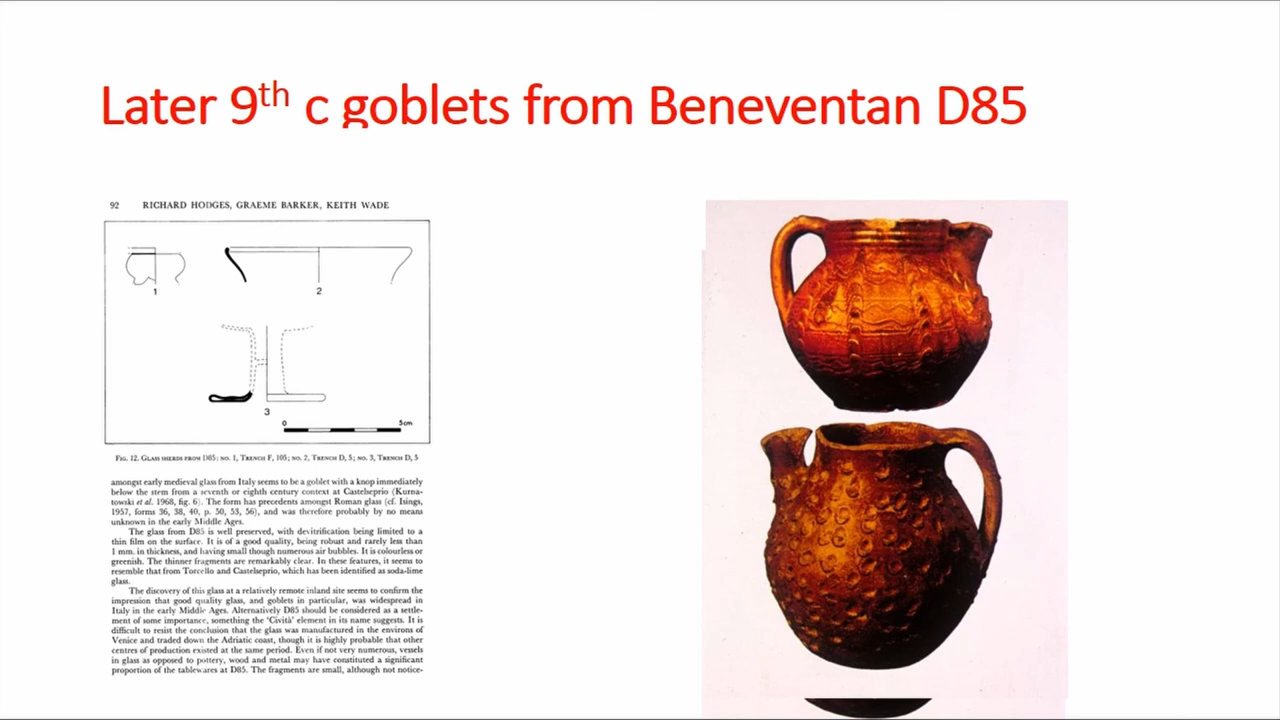 Later 9th c goblets from Beneventan D85
92 RICHARD HODGES, GRAEME BARKER, KEITH WADE
1
2
3
0 5cm
FIG. 12. GLASS SHERDS FROM D85: NO. 1, TRENCH F, 105; NO. 2, TRENCH D, 5; NO. 3, TRENCH D, 5
amongst early medieval glass from Italy seems to be a goblet with a knop immediately
below the stem from a seventh or eighth century context at Castelseprio (Kurna-
towski et al. 1968, fig. 6). The form has precedents amongst Roman glass (cf. Isings,
1957, forms 36, 38, 40, p. 50, 53, 56), and was therefore probably by no means
unknown in the early Middle Ages.
The glass from D85 is well preserved, with devitrification being limited to a
thin film on the surface. It is of a good quality, being robust and rarely less than
1 mm. in thickness, and having small though numerous air bubbles. It is colourless or
greenish. The thinner fragments are remarkably clear. In these features, it seems to
resemble that from Torcello and Castelseprio, which has been identified as soda-lime
glass.
The discovery of this glass at a relatively remote inland site seems to confirm the
impression that good quality glass, and goblets in particular, was widespread in
Italy in the early Middle Ages. Alternatively D85 should be considered as a settle-
ment of some importance, something the 'Cività' element in its name suggests. It is
difficult to resist the conclusion that the glass was manufactured in the environs of
Venice and traded down the Adriatic coast, though it is highly probable that other
centres of production existed at the same period. Even if not very numerous, vessels
in glass as opposed to pottery, wood and metal may have constituted a significant
proportion of the tablewares at D85. The fragments are small, although not notice-